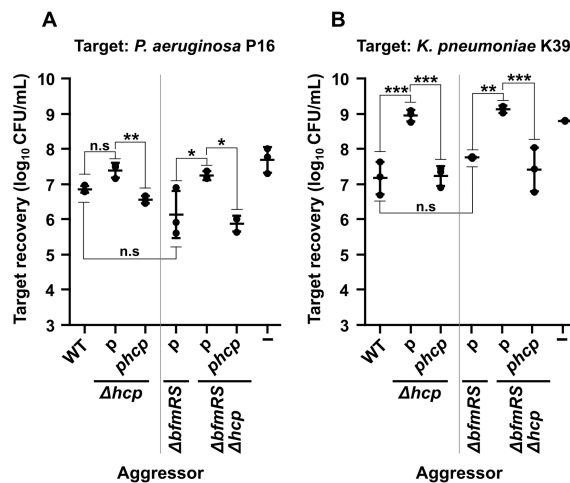 A
Target: P. aeruginosa P16
Target recovery (log10 CFU/mL)
10
9
8
7
6
5
4
3
n.s
**
*
*
n.s
WT
p
phcp
p
p
phcp
–
Δhcp
ΔbfmRS
ΔbfmRS
Δhcp
Aggressor
B
Target: K. pneumoniae K39
Target recovery (log10 CFU/mL)
10
9
8
7
6
5
4
3
***
***
**
***
n.s
WT
p
phcp
p
p
phcp
–
Δhcp
ΔbfmRS
ΔbfmRS
Δhcp
Aggressor